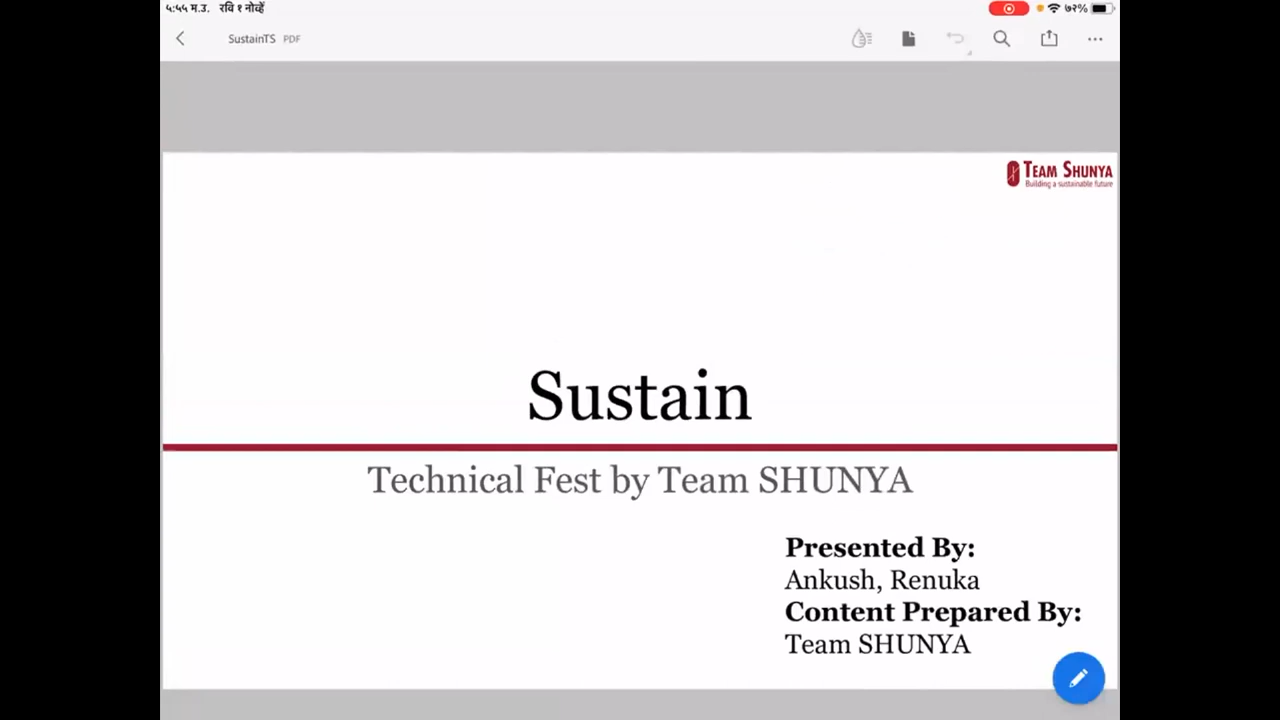 ५:५५ म.उ. रवि १ नोव्हें
७२%
SustainTS PDF
TEAM SHUNYA
Building a sustainable future
Sustain
Technical Fest by Team SHUNYA
Presented By:
Ankush, Renuka
Content Prepared By:
Team SHUNYA